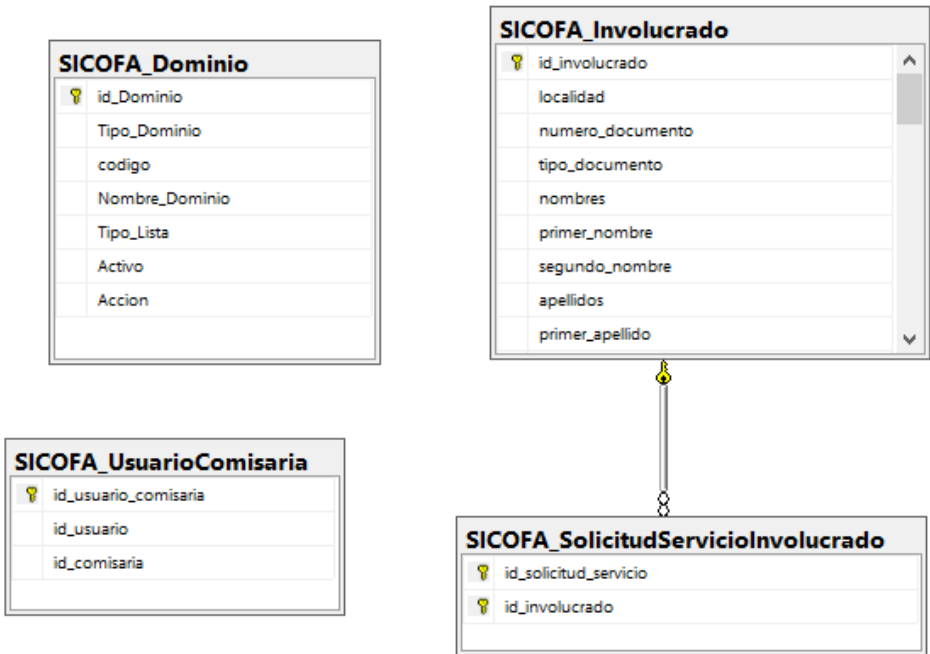 SICOFA_Dominio
id_Dominio
Tipo_Dominio
codigo
Nombre_Dominio
Tipo_Lista
Activo
Accion
SICOFA_Involucrado
id_involucrado
localidad
numero_documento
tipo_documento
nombres
primer_nombre
segundo_nombre
apellidos
primer_apellido
SICOFA_UsuarioComisaria
id_usuario_comisaria
id_usuario
id_comisaria
SICOFA_SolicitudServicioInvolucrado
id_solicitud_servicio
id_involucrado